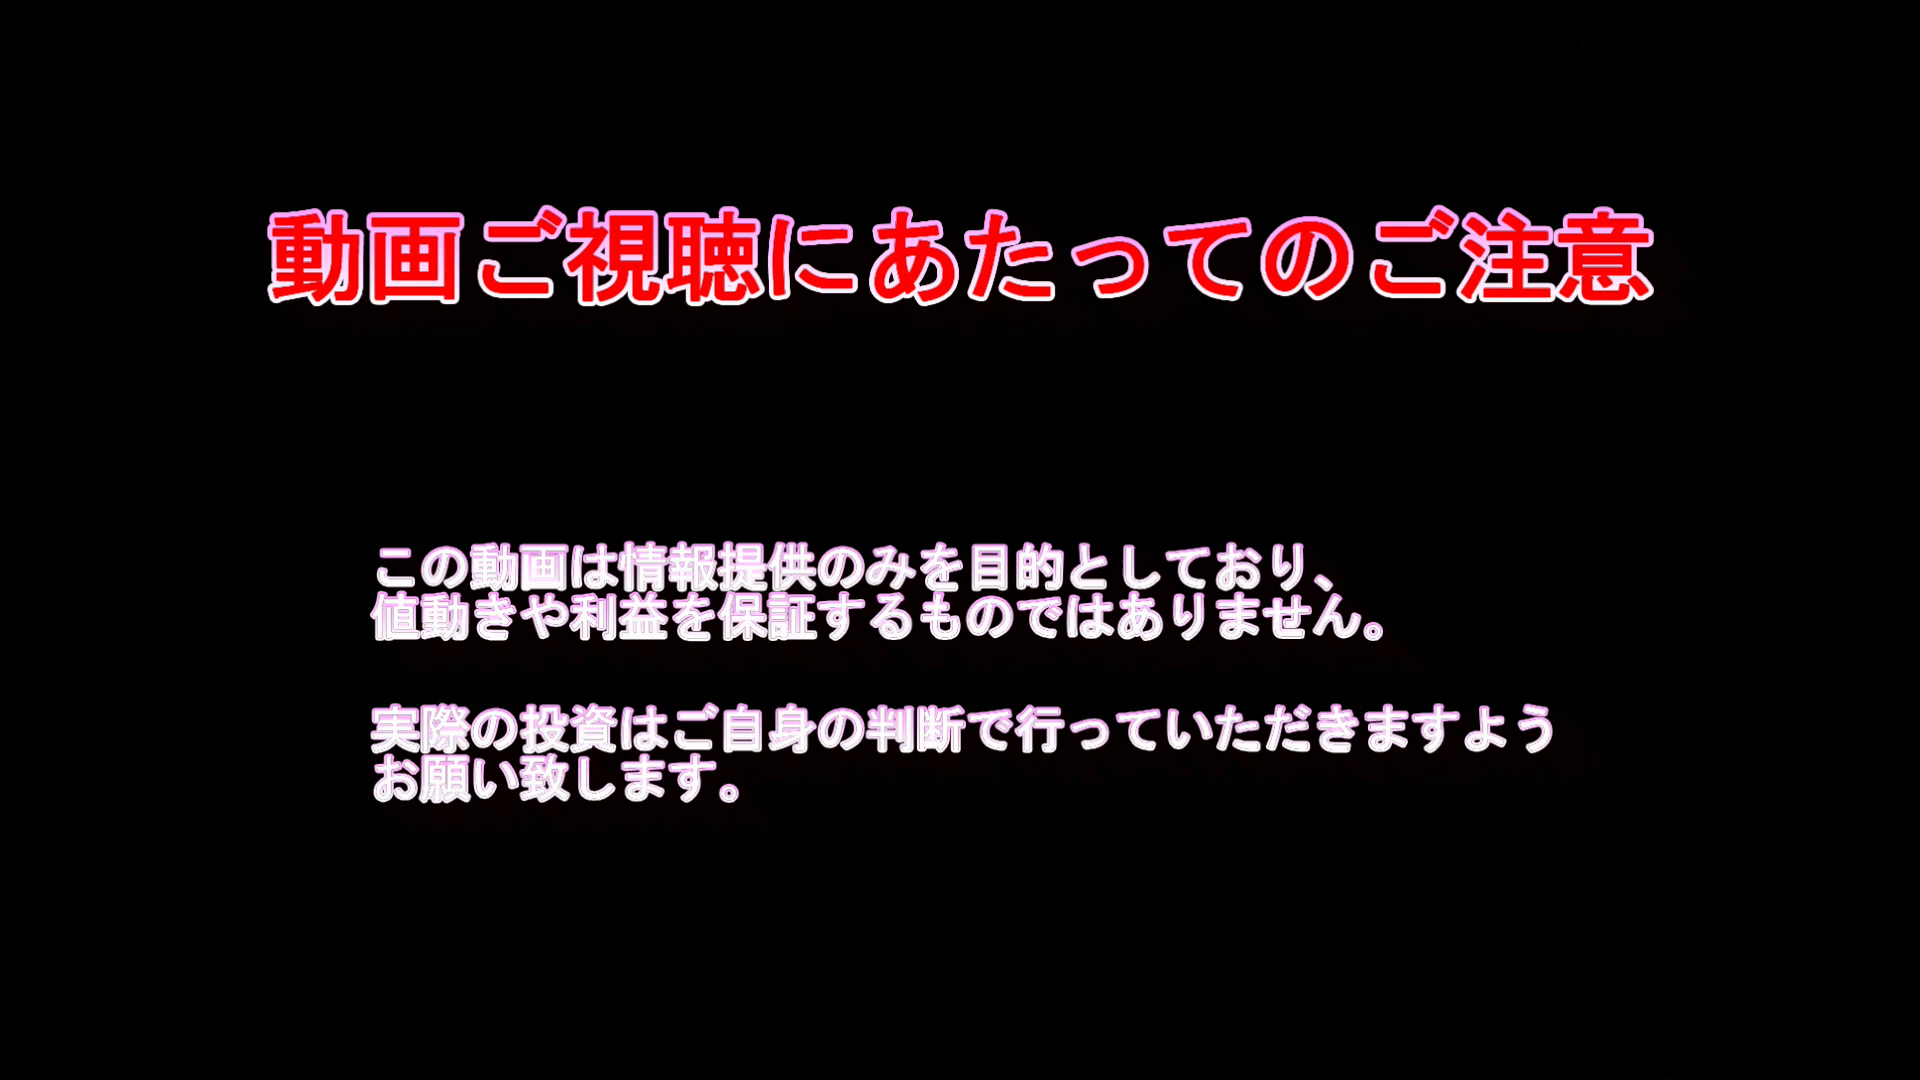 動画ご視聴にあたってのご注意
この動画は情報提供のみを目的としており、
値動きや利益を保証するものではありません。
実際の投資はご自身の判断で行っていただきますよう
お願い致します。